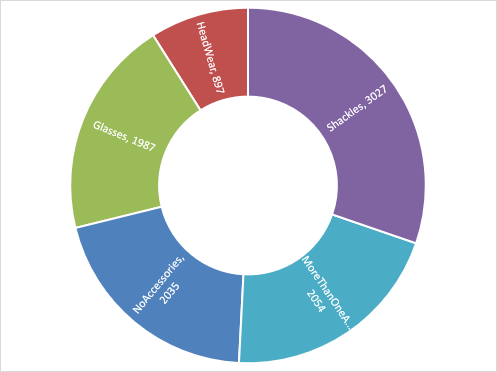 HeadWear, 897
Shackles, 3027
Glasses, 1987
MoreThanOneA...
2054
NoAccessories,
2035